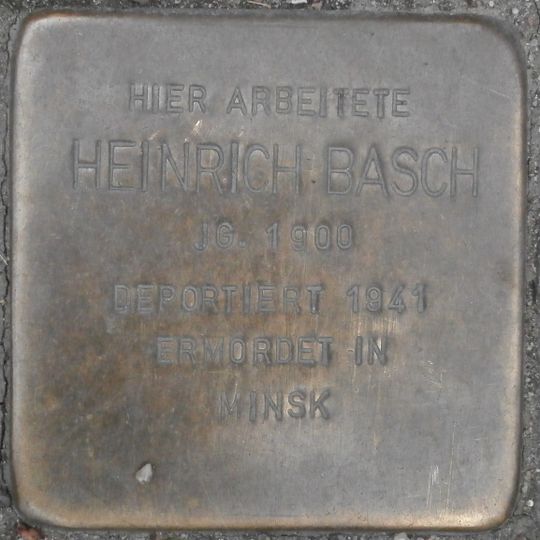 HIER ARBEITETE
HEINRICH BASCH
JG. 1900
DEPORTIERT 1941
ERMORDET IN
MINSK